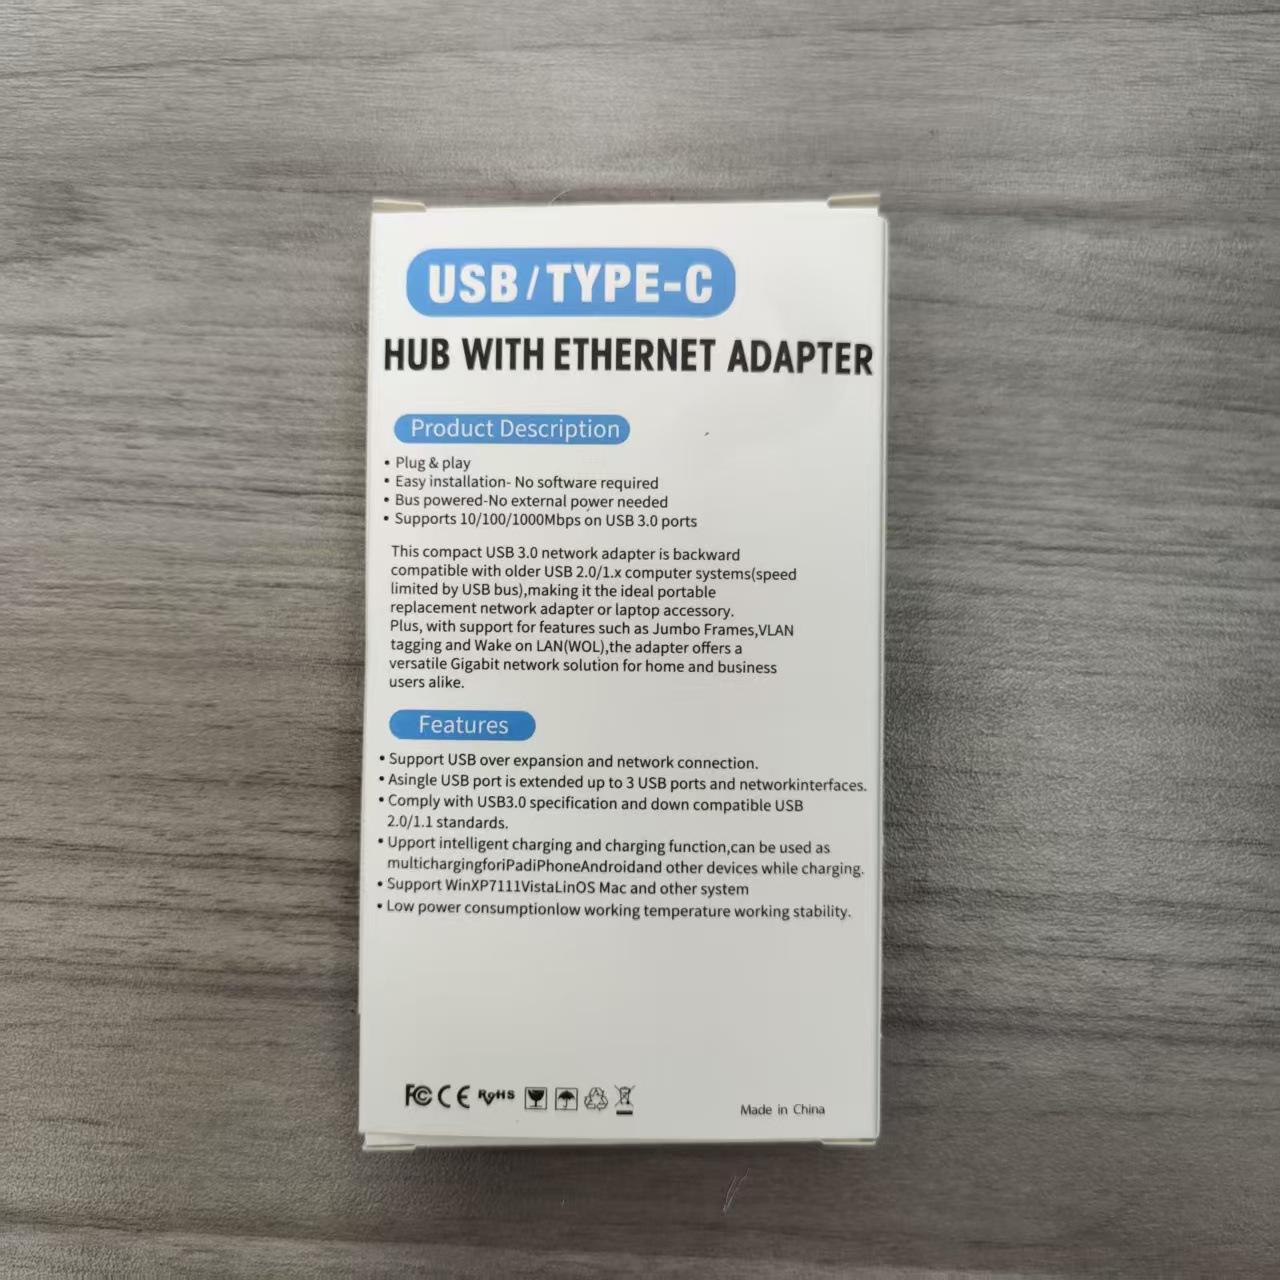 USB/TYPE-C
HUB WITH ETHERNET ADAPTER
Product Description
• Plug & play
• Easy installation- No software required
• Bus powered-No external power needed
• Supports 10/100/1000Mbps on USB 3.0 ports
This compact USB 3.0 network adapter is backward
compatible with older USB 2.0/1.x computer systems(speed
limited by USB bus),making it the ideal portable
replacement network adapter or laptop accessory.
Plus, with support for features such as Jumbo Frames,VLAN
tagging and Wake on LAN(WOL),the adapter offers a
versatile Gigabit network solution for home and business
users alike.
Features
• Support USB over expansion and network connection.
• Asingle USB port is extended up to 3 USB ports and networkinterfaces.
• Comply with USB3.0 specification and down compatible USB
2.0/1.1 standards.
• Upport intelligent charging and charging function,can be used as
multichargingforiPadiPhoneAndroidand other devices while charging.
• Support WinXP7111VistaLinOS Mac and other system
• Low power consumptionlow working temperature working stability.
FC CE RoHS
Made in China